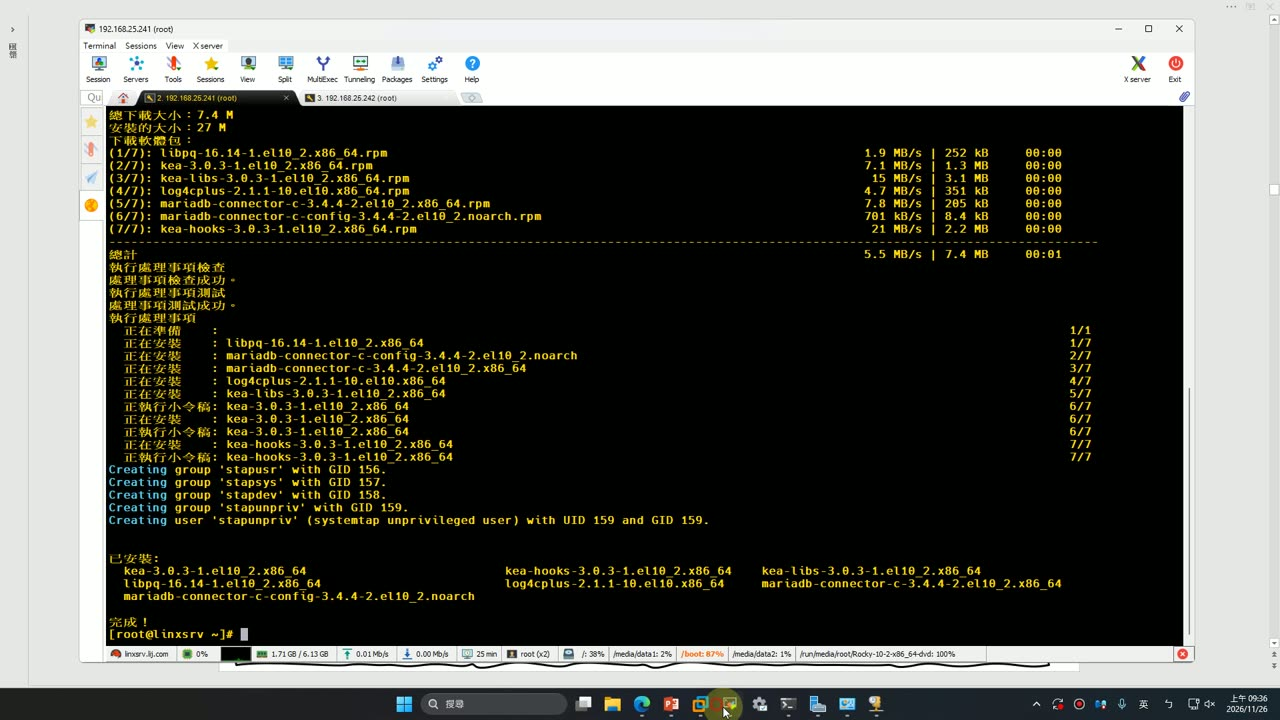 192.168.25.241 (root)
Terminal Sessions View X server
Session Servers Tools Sessions View Split MultiExec Tunneling Packages Settings Help X server Exit
Qu 2. 192.168.25.241 (root) 3. 192.168.25.242 (root)
總下載大小：7.4 M
安裝的大小：27 M
下載軟體包：
(1/7): libpq-16.14-1.el10_2.x86_64.rpm 1.9 MB/s | 252 kB 00:00
(2/7): kea-3.0.3-1.el10_2.x86_64.rpm 7.1 MB/s | 1.3 MB 00:00
(3/7): kea-libs-3.0.3-1.el10_2.x86_64.rpm 15 MB/s | 3.1 MB 00:00
(4/7): log4cplus-2.1.1-10.el10.x86_64.rpm 4.7 MB/s | 351 kB 00:00
(5/7): mariadb-connector-c-3.4.4-2.el10_2.x86_64.rpm 7.8 MB/s | 205 kB 00:00
(6/7): mariadb-connector-c-config-3.4.4-2.el10_2.noarch.rpm 701 kB/s | 8.4 kB 00:00
(7/7): kea-hooks-3.0.3-1.el10_2.x86_64.rpm 21 MB/s | 2.2 MB 00:00
總計 5.5 MB/s | 7.4 MB 00:01
執行處理事項檢查
處理事項檢查成功。
執行處理事項測試
處理事項測試成功。
執行處理事項
正在準備 : 1/1
正在安裝 : libpq-16.14-1.el10_2.x86_64 1/7
正在安裝 : mariadb-connector-c-config-3.4.4-2.el10_2.noarch 2/7
正在安裝 : mariadb-connector-c-3.4.4-2.el10_2.x86_64 3/7
正在安裝 : log4cplus-2.1.1-10.el10.x86_64 4/7
正在安裝 : kea-libs-3.0.3-1.el10_2.x86_64 5/7
正執行小令稿: kea-3.0.3-1.el10_2.x86_64 6/7
正在安裝 : kea-3.0.3-1.el10_2.x86_64 6/7
正執行小令稿: kea-3.0.3-1.el10_2.x86_64 6/7
正在安裝 : kea-hooks-3.0.3-1.el10_2.x86_64 7/7
正執行小令稿: kea-hooks-3.0.3-1.el10_2.x86_64 7/7
Creating group 'stapusr' with GID 156.
Creating group 'stapsys' with GID 157.
Creating group 'stapdev' with GID 158.
Creating group 'stapunpriv' with GID 159.
Creating user 'stapunpriv' (systemtap unprivileged user) with UID 159 and GID 159.
已安裝:
kea-3.0.3-1.el10_2.x86_64 kea-hooks-3.0.3-1.el10_2.x86_64 kea-libs-3.0.3-1.el10_2.x86_64
libpq-16.14-1.el10_2.x86_64 log4cplus-2.1.1-10.el10.x86_64 mariadb-connector-c-3.4.4-2.el10_2.x86_64
mariadb-connector-c-config-3.4.4-2.el10_2.noarch
完成！
[root@linxsrv ~]#
linxsrv.lij.com 0% 1.71 GB / 6.13 GB 0.01 Mb/s 0.00 Mb/s 25 min root (x2) /: 38% /media/data1: 2% /boot: 87% /media/data2: 1% /run/media/root/Rocky-10-2-x86_64-dvd: 100%
搜尋 英 上午 09:36
2026/11/26